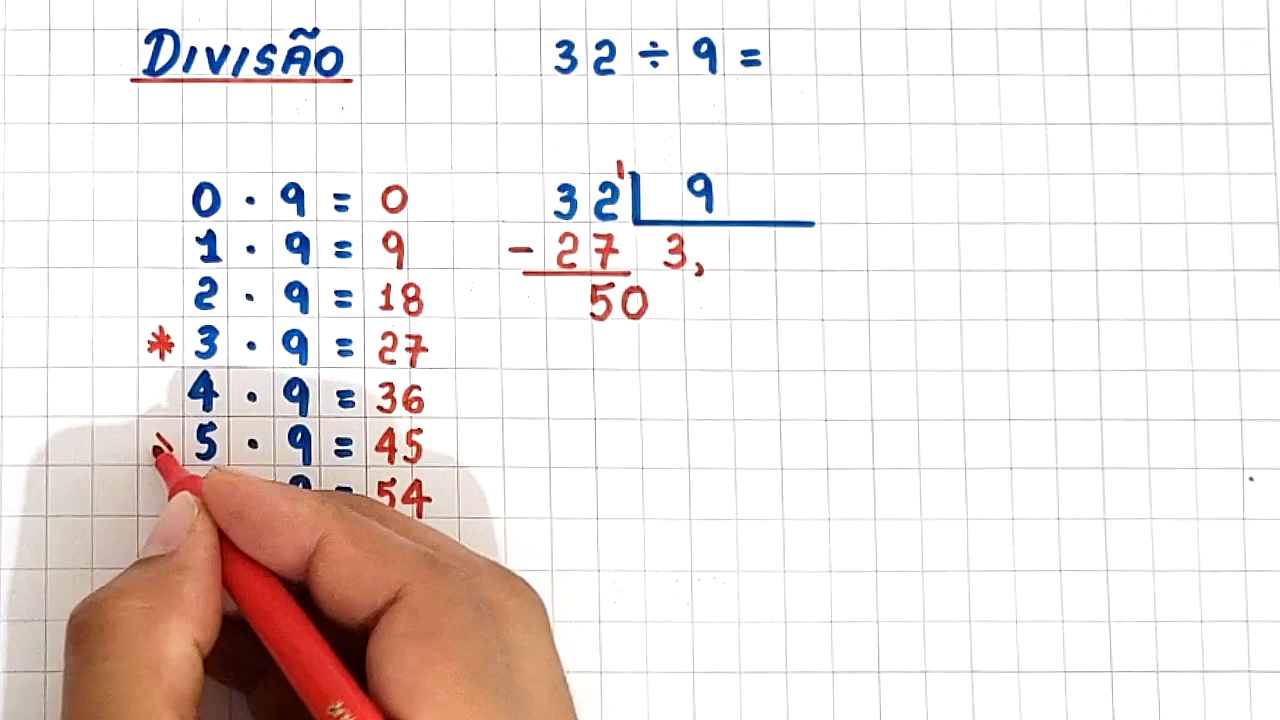 DIVISÃO
32 ÷ 9 =
0 · 9 = 0
1 · 9 = 9
2 · 9 = 18
* 3 · 9 = 27
4 · 9 = 36
5 · 9 = 45
= 54
32 1 9
- 27 3,
50